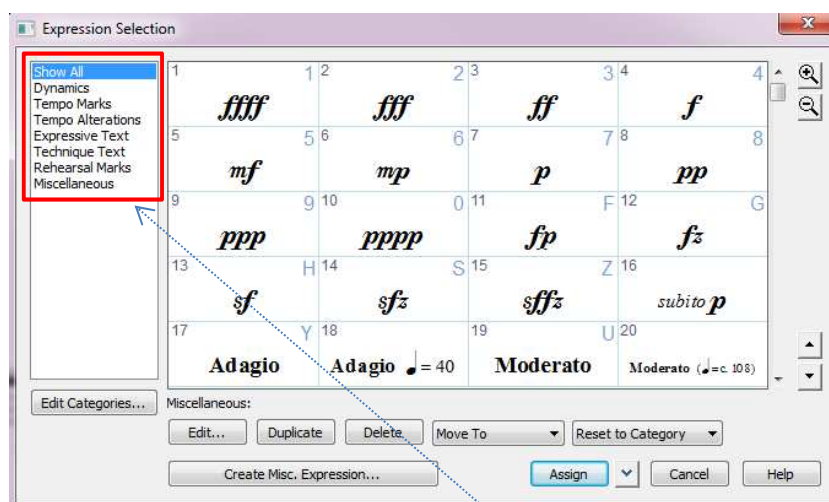 Expression Selection
Show All
Dynamics
Tempo Marks
Tempo Alterations
Expressive Text
Technique Text
Rehearsal Marks
Miscellaneous
1 1 2 2 3 3 4 4
ffff fff ff f
5 5 6 6 7 7 8 8
mf mp p pp
9 9 10 0 11 F 12 G
ppp pppp fp fz
13 H 14 S 15 Z 16
sf sfz sffz subito p
17 Y 18 19 U 20
Adagio Adagio ♩= 40 Moderato Moderato (♩=c. 108)
Edit Categories... Miscellaneous:
Edit... Duplicate Delete Move To Reset to Category
Create Misc. Expression... Assign Cancel Help